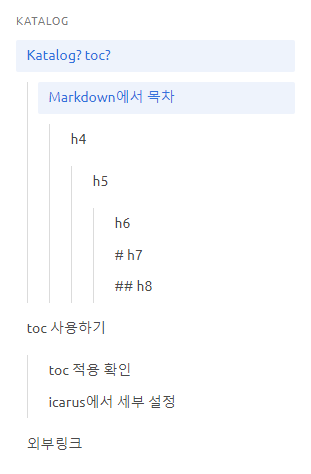 KATALOG
Katalog? toc?
Markdown에서 목차
h4
h5
h6
# h7
## h8
toc 사용하기
toc 적용 확인
icarus에서 세부 설정
외부링크